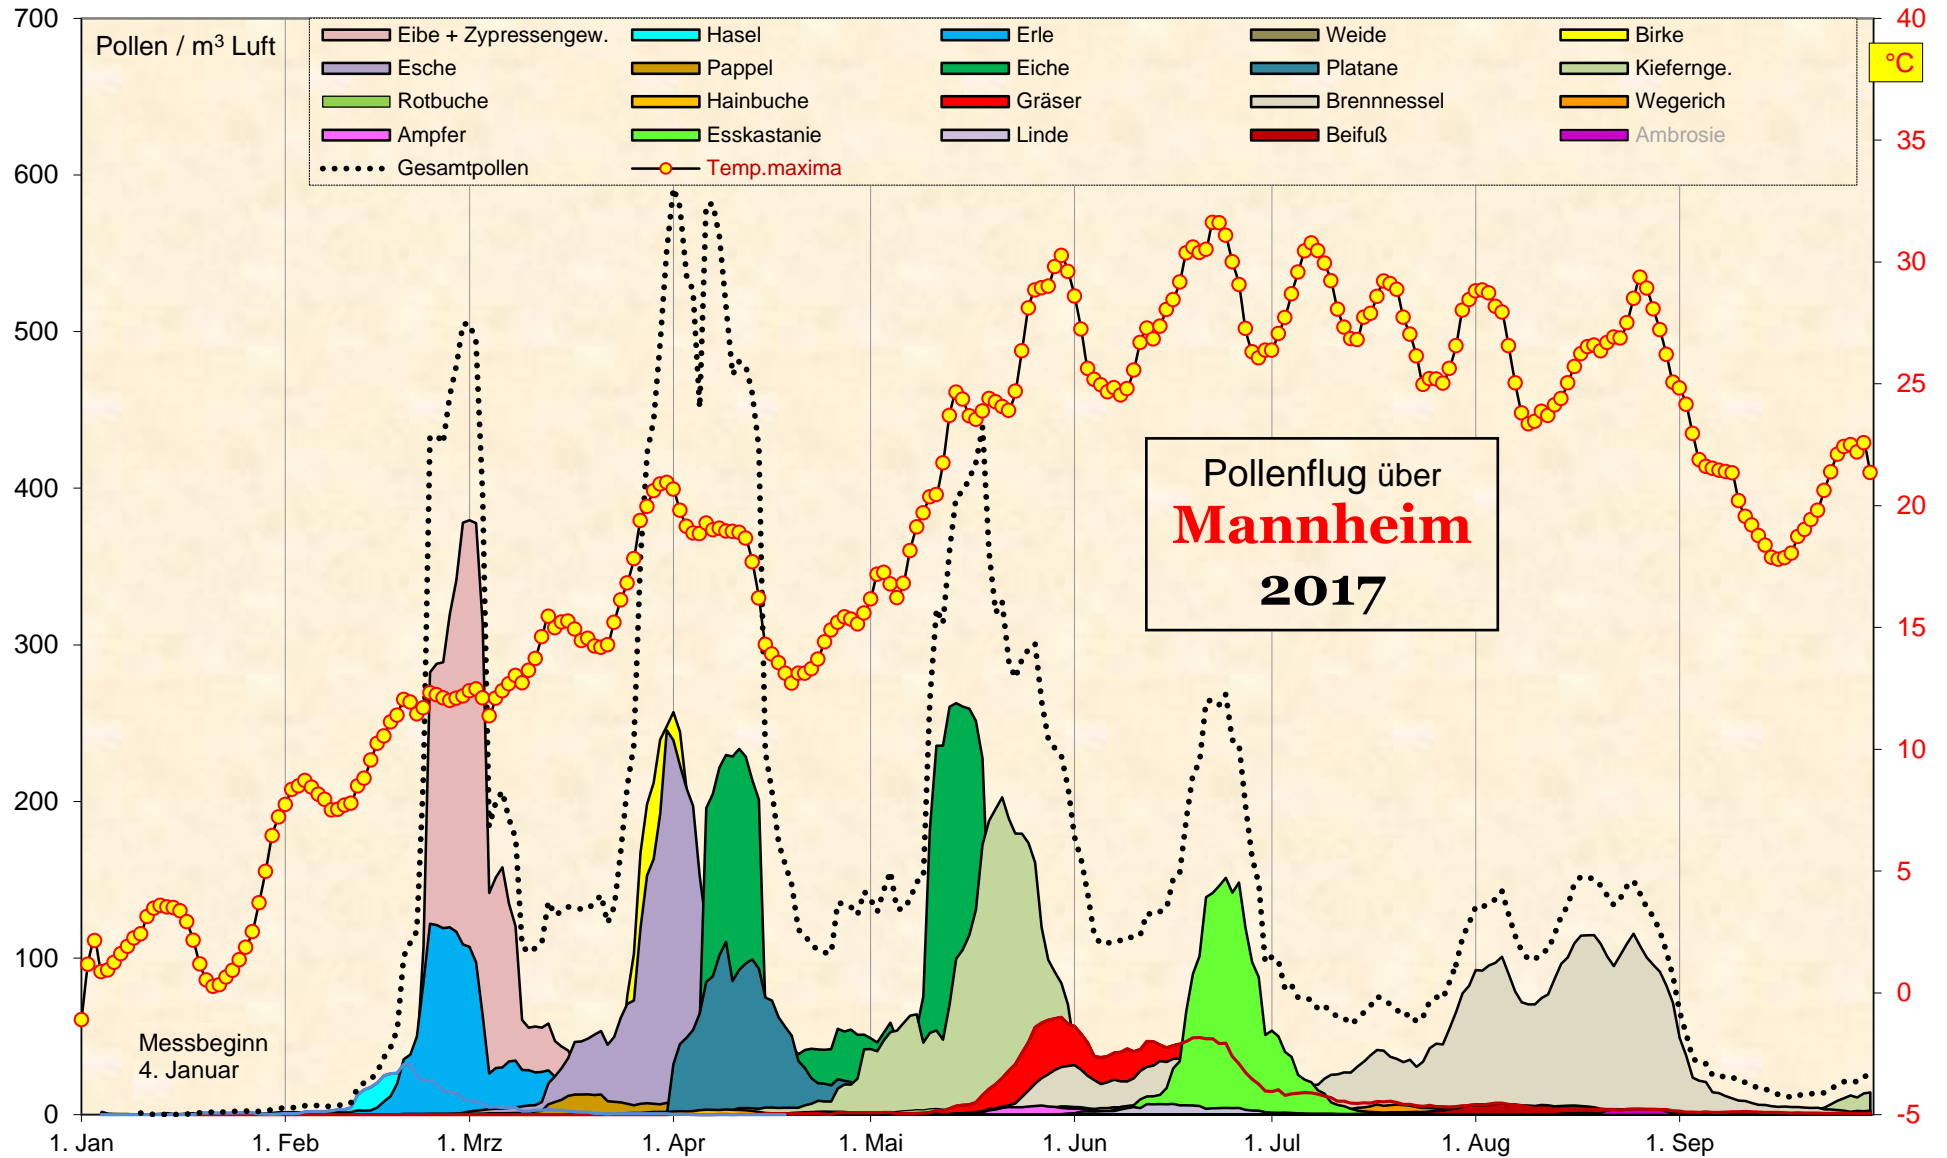 700
600
500
400
300
200
100
0
Pollen / m³ Luft
Eibe + Zypressengew.
Hasel
Erle
Weide
Birke
Esche
Pappel
Eiche
Platane
Kiefernge.
Rotbuche
Hainbuche
Gräser
Brennnessel
Wegerich
Ampfer
Esskastanie
Linde
Beifuß
Ambrosie
Gesamtpollen
Temp.maxima
40
°C
35
30
25
20
15
10
5
0
-5
Pollenflug über
Mannheim
2017
Messbeginn
4. Januar
1. Jan
1. Feb
1. Mrz
1. Apr
1. Mai
1. Jun
1. Jul
1. Aug
1. Sep